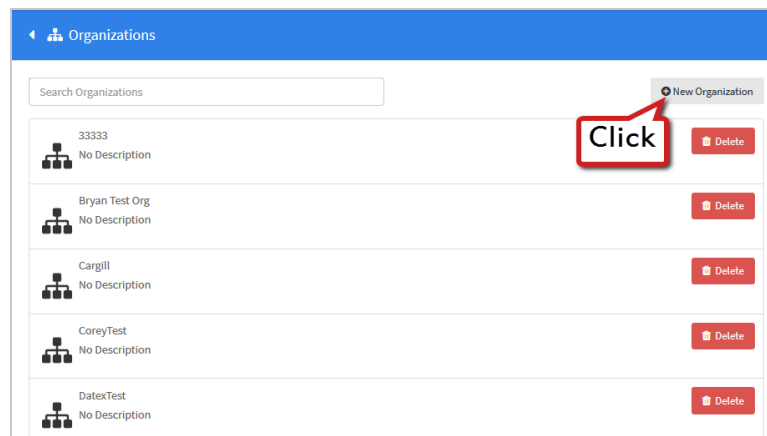 Organizations
Search Organizations
New Organization
Click
33333
No Description
Delete
Bryan Test Org
No Description
Delete
Cargill
No Description
Delete
CoreyTest
No Description
Delete
DatexTest
No Description
Delete